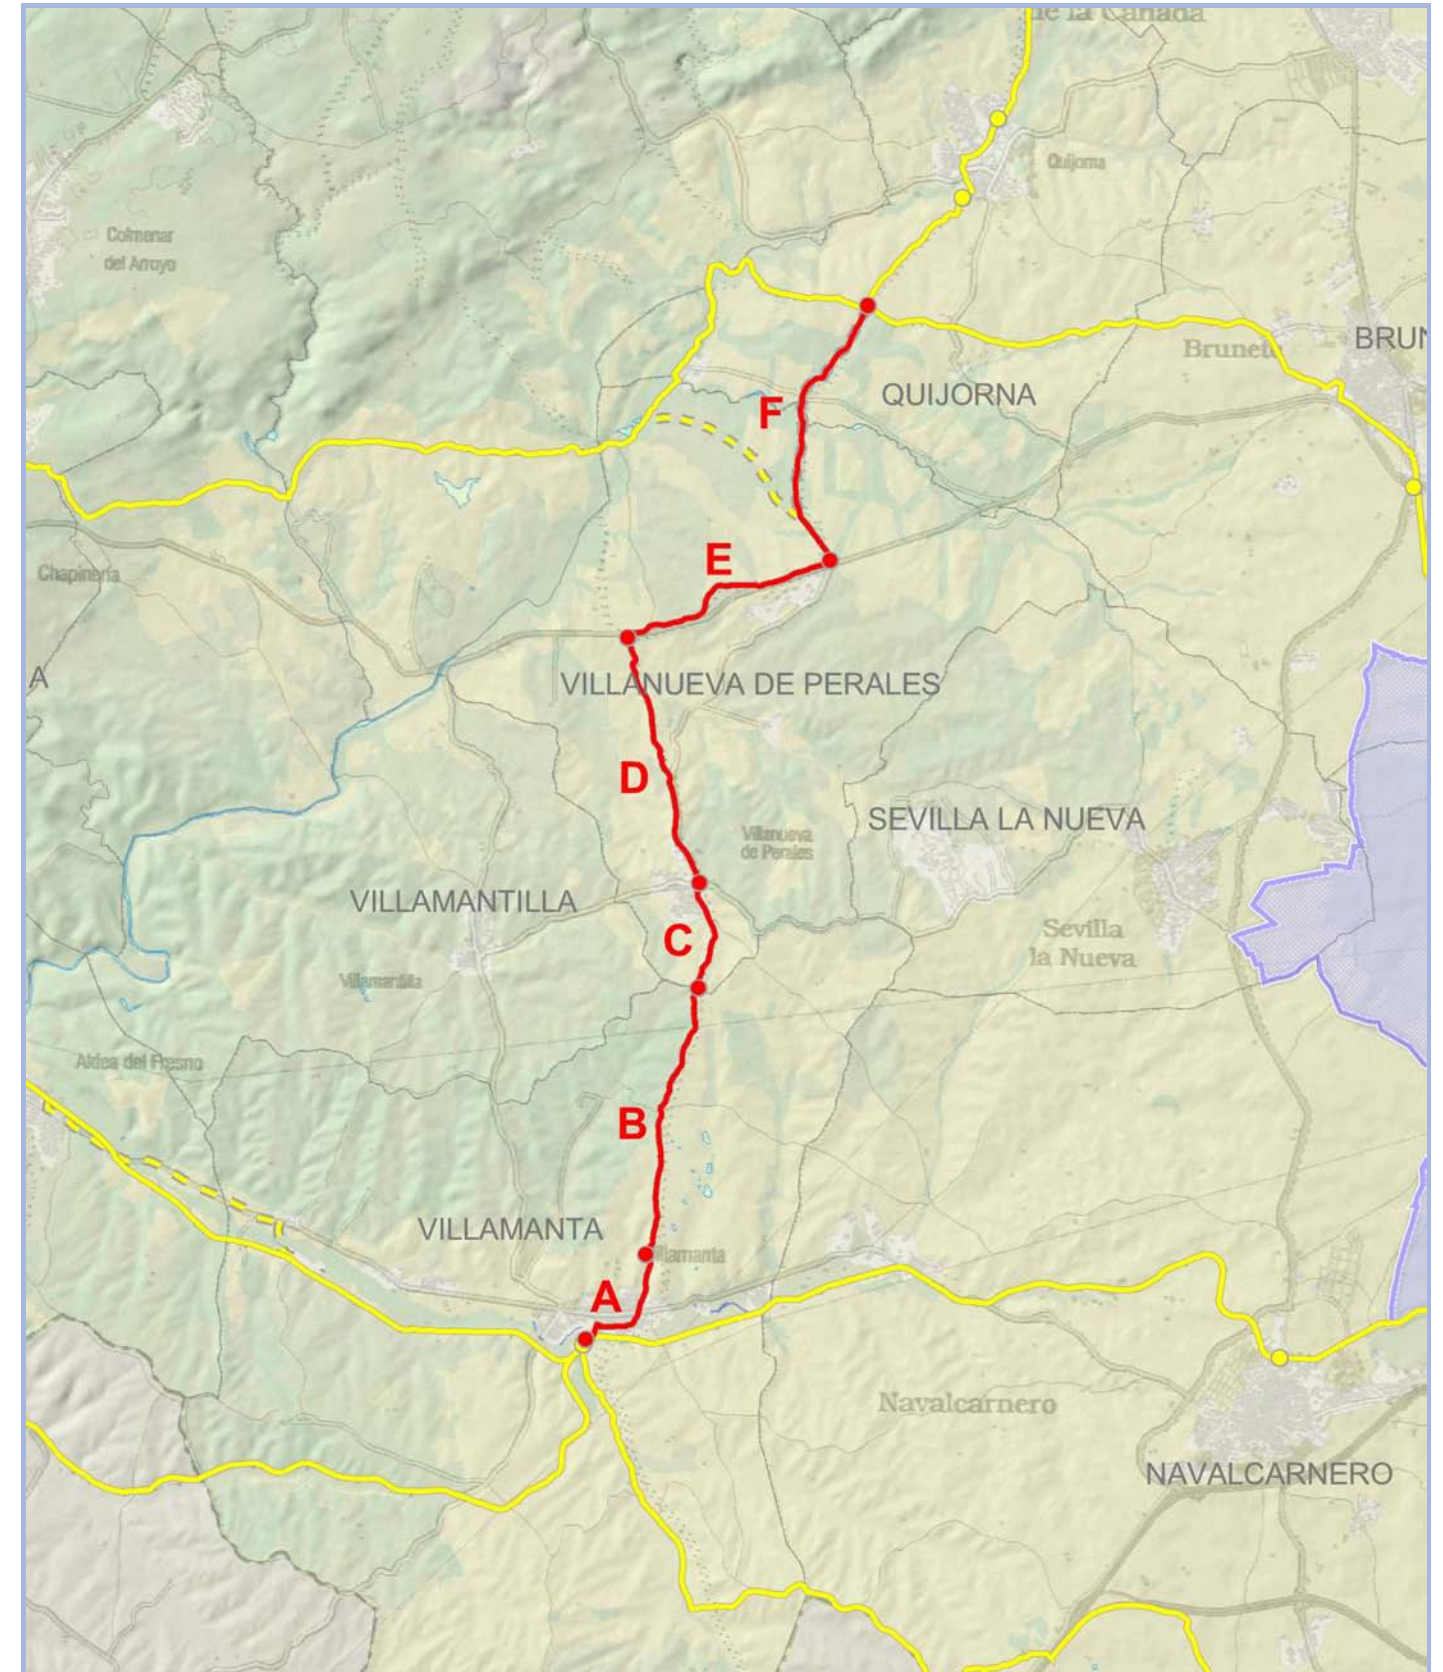 de la Cañada
Quijorna
Colmenar
del Arroyo
BRUN
Brunete
QUIJORNA
F
E
Chapinería
A
VILLANUEVA DE PERALES
D
SEVILLA LA NUEVA
Villanueva
de Perales
VILLAMANTILLA
C
Sevilla
la Nueva
Villamantilla
Aldea del Fresno
B
VILLAMANTA
Villamanta
A
Navalcarnero
NAVALCARNERO